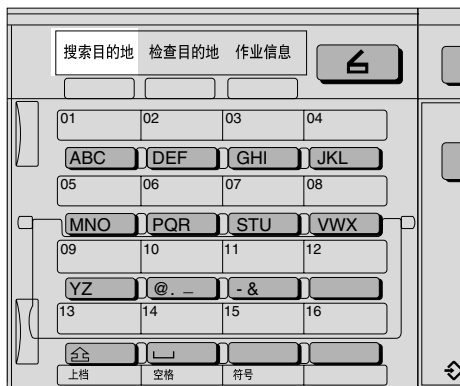 搜索目的地 检查目的地 作业信息
01 02 03 04
ABC DEF GHI JKL
05 06 07 08
MNO PQR STU VWX
09 10 11 12
YZ @. _ - &
13 14 15 16
上档 空格 符号